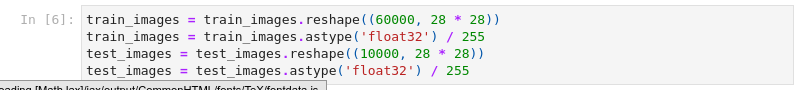 In [6]: train_images = train_images.reshape((60000, 28 * 28))
train_images = train_images.astype('float32') / 255
test_images = test_images.reshape((10000, 28 * 28))
test_images = test_images.astype('float32') / 255
eading [MathJax]/jax/output/CommonHTML/fonts/TeX/fontdata.js